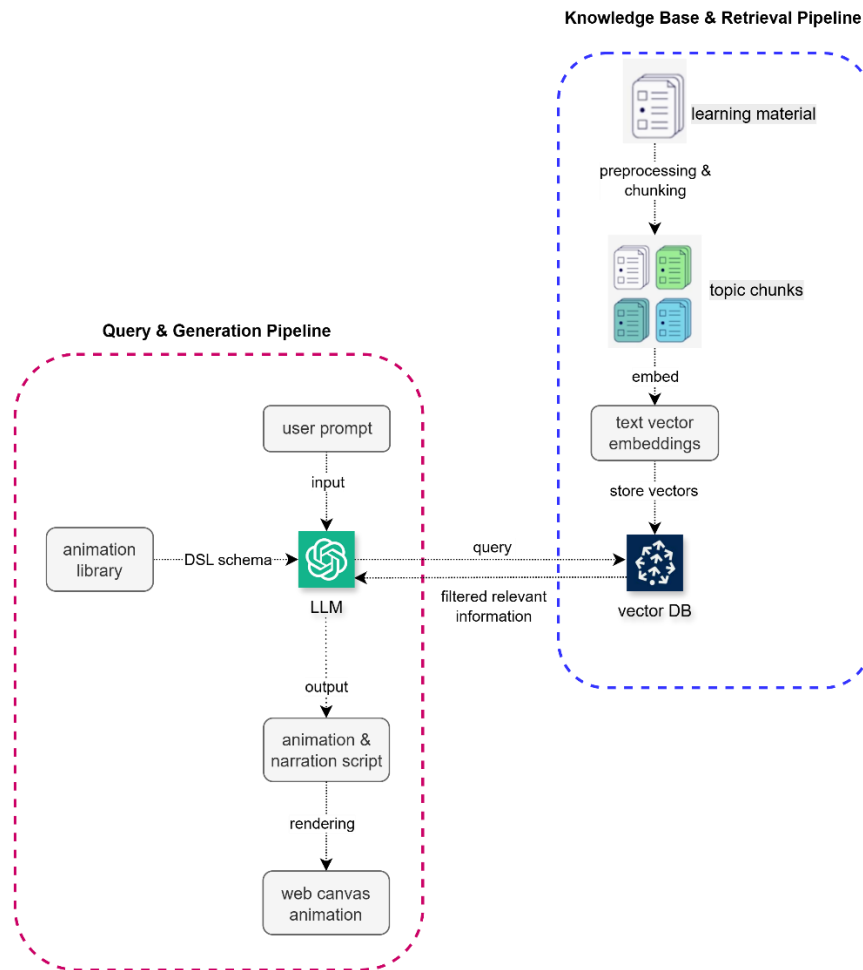 Knowledge Base & Retrieval Pipeline
learning material
preprocessing &
chunking
topic chunks
embed
text vector
embeddings
store vectors
vector DB
Query & Generation Pipeline
user prompt
input
animation
library
DSL schema
LLM
query
filtered relevant
information
output
animation &
narration script
rendering
web canvas
animation